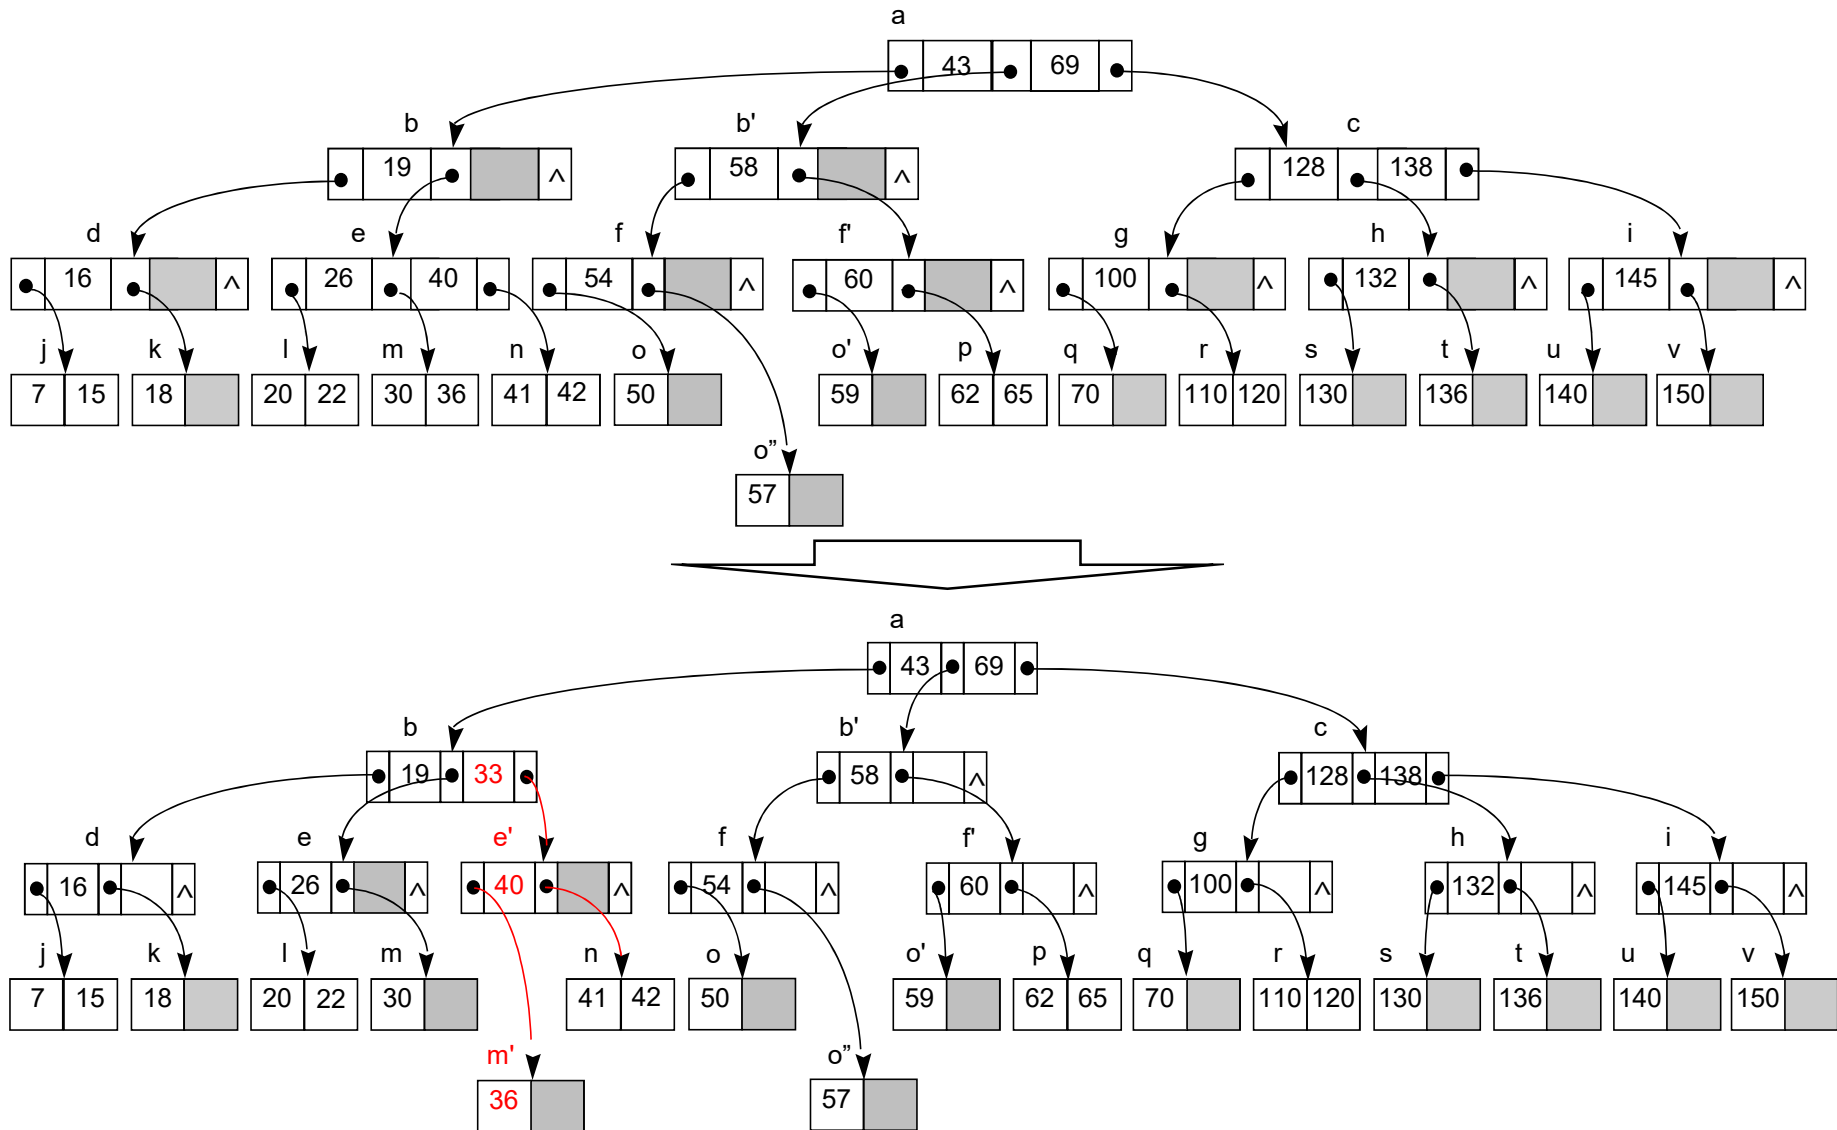 a
43 69
b b' c
19 ^ 58 ^ 128 138
d e f f' g h i
16 ^ 26 40 54 ^ 60 ^ 100 ^ 132 ^ 145 ^
j k l m n o o' p q r s t u v
7 15 18 20 22 30 36 41 42 50 59 62 65 70 110 120 130 136 140 150
o”
57
a
43 69
b b' c
19 33 58 ^ 128 138
d e e' f f' g h i
16 ^ 26 ^ 40 ^ 54 ^ 60 ^ 100 ^ 132 ^ 145 ^
j k l m n o o' p q r s t u v
7 15 18 20 22 30 41 42 50 59 62 65 70 110 120 130 136 140 150
m' o”
36 57